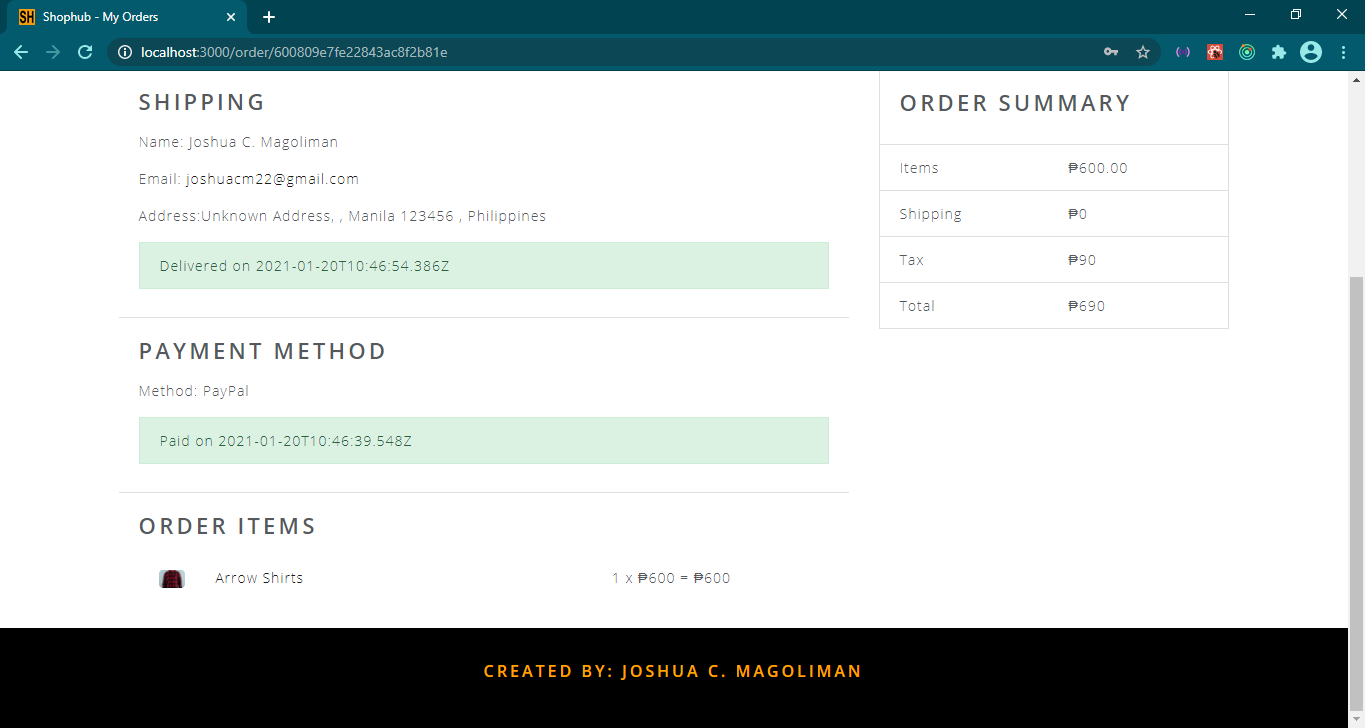 SH Shophub - My Orders
localhost:3000/order/600809e7fe22843ac8f2b81e
SHIPPING
Name: Joshua C. Magoliman
Email: joshuacm22@gmail.com
Address:Unknown Address, , Manila 123456 , Philippines
Delivered on 2021-01-20T10:46:54.386Z
PAYMENT METHOD
Method: PayPal
Paid on 2021-01-20T10:46:39.548Z
ORDER ITEMS
Arrow Shirts 1 x ₱600 = ₱600
ORDER SUMMARY
Items ₱600.00
Shipping ₱0
Tax ₱90
Total ₱690
CREATED BY: JOSHUA C. MAGOLIMAN